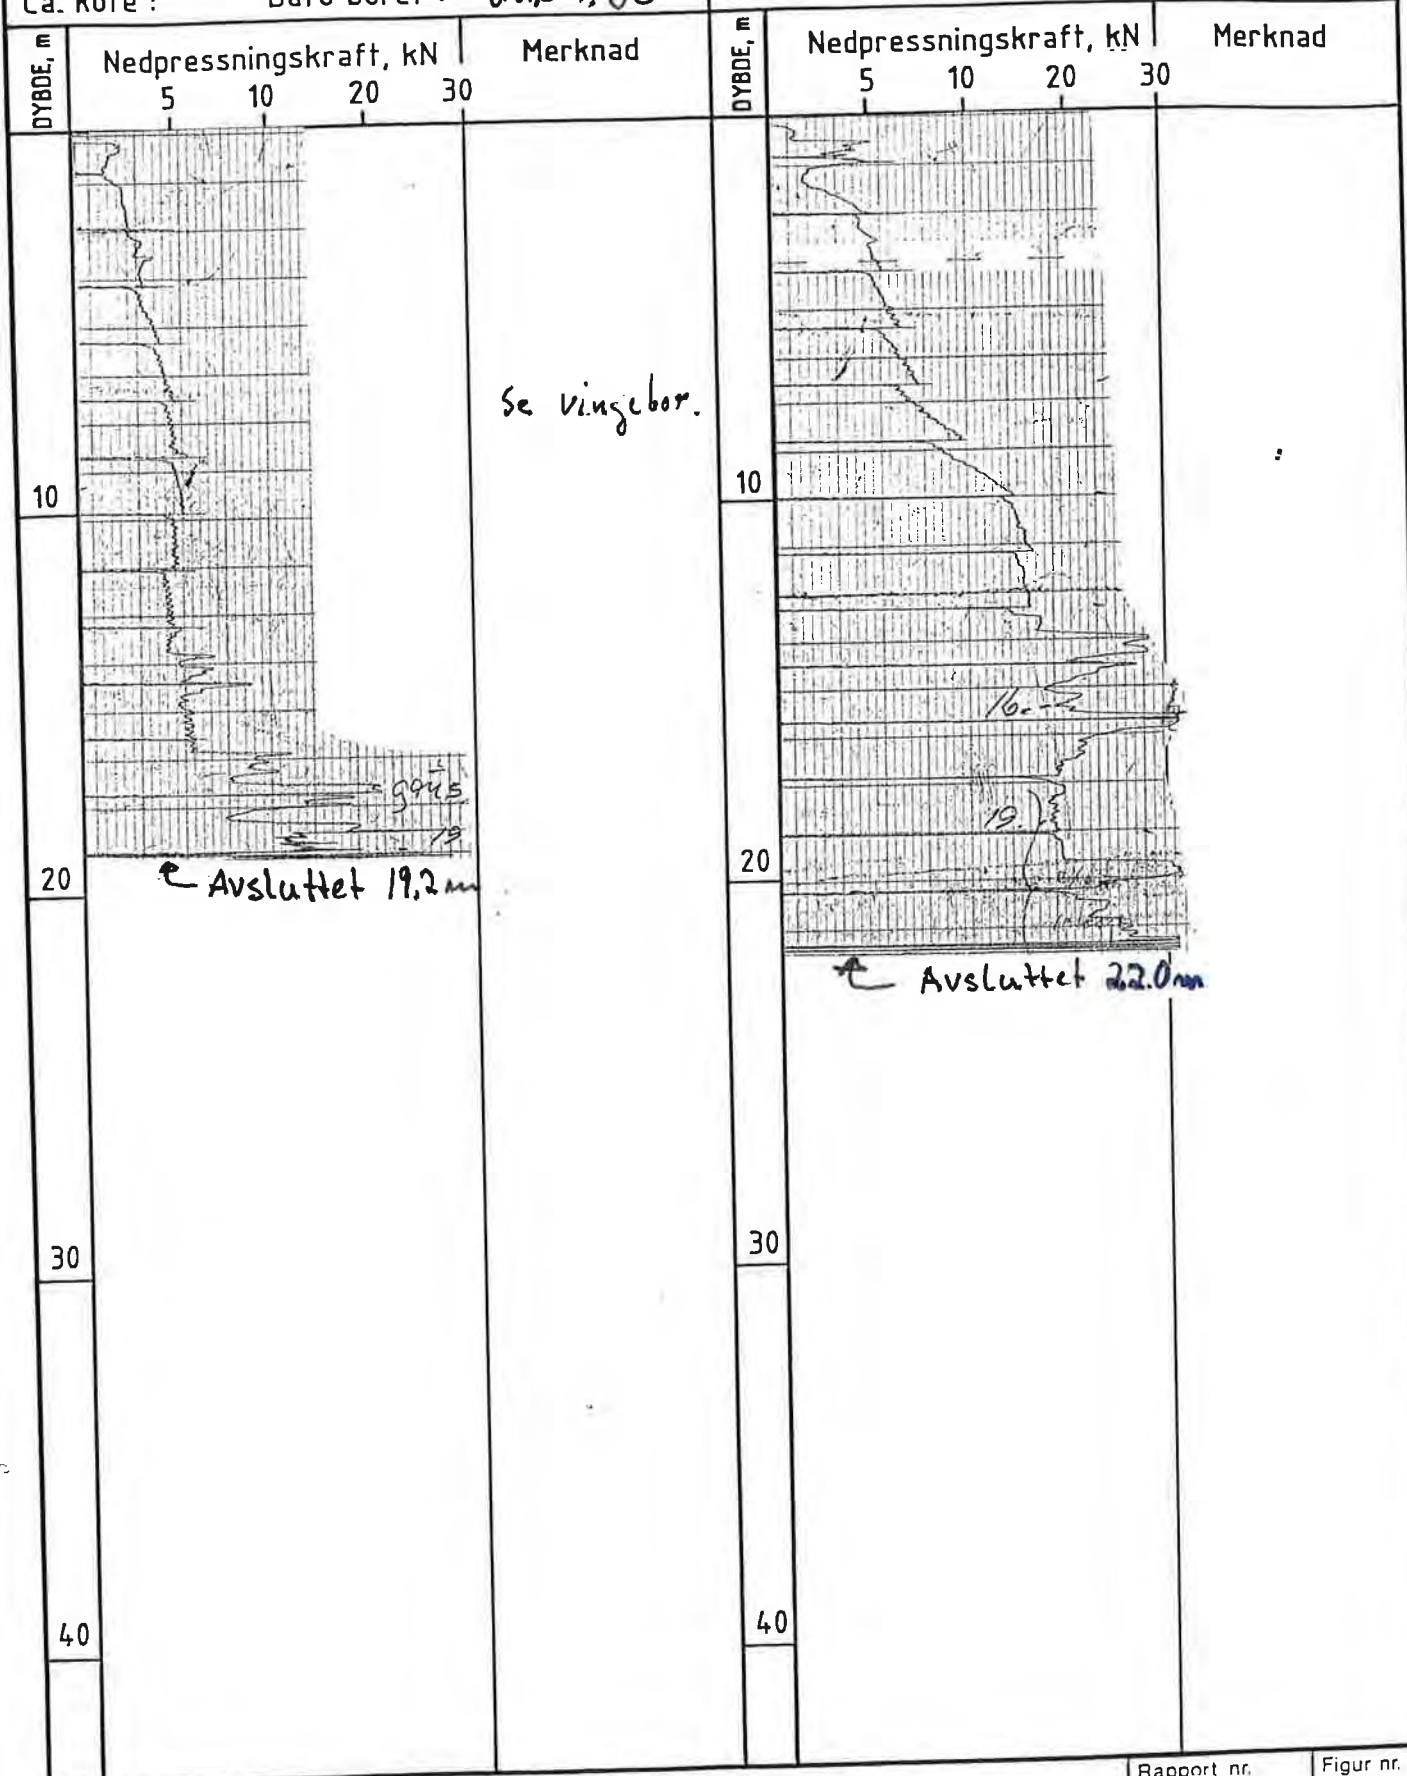 Ca. Kote :
DYBDE, m
Nedpressningskraft, kN
Merknad
5 10 20 30
Se vingebor.
10
19
20
Avsluttet 19,2 m
30
40
DYBDE, m
Nedpressningskraft, kN
Merknad
5 10 20 30
10
16.
19.
20
Avsluttet 22.0 m
30
40
Rapport nr.
Figur nr.